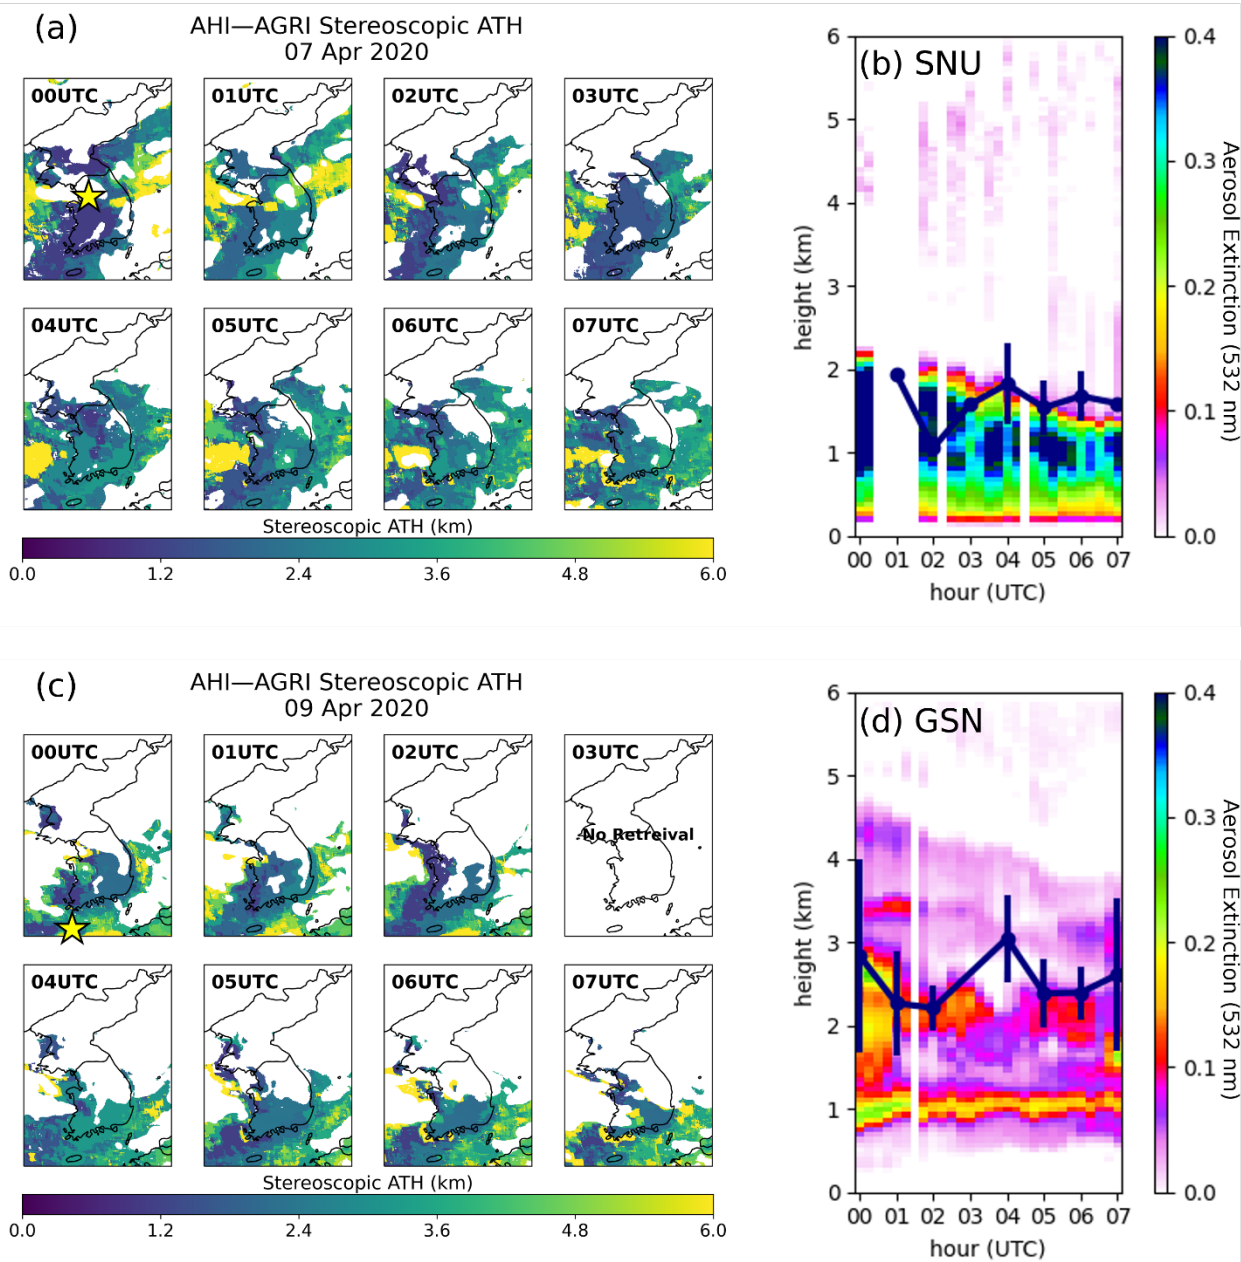 (a)
AHI—AGRI Stereoscopic ATH
07 Apr 2020
00UTC
01UTC
02UTC
03UTC
04UTC
05UTC
06UTC
07UTC
Stereoscopic ATH (km)
0.0 1.2 2.4 3.6 4.8 6.0
(b) SNU
6
5
4
3
2
1
0
height (km)
00 01 02 03 04 05 06 07
hour (UTC)
0.4
0.3
0.2
0.1
0.0
Aerosol Extinction (532 nm)
(c)
AHI—AGRI Stereoscopic ATH
09 Apr 2020
00UTC
01UTC
02UTC
03UTC
No Retreival
04UTC
05UTC
06UTC
07UTC
Stereoscopic ATH (km)
0.0 1.2 2.4 3.6 4.8 6.0
(d) GSN
6
5
4
3
2
1
0
height (km)
00 01 02 03 04 05 06 07
hour (UTC)
0.4
0.3
0.2
0.1
0.0
Aerosol Extinction (532 nm)